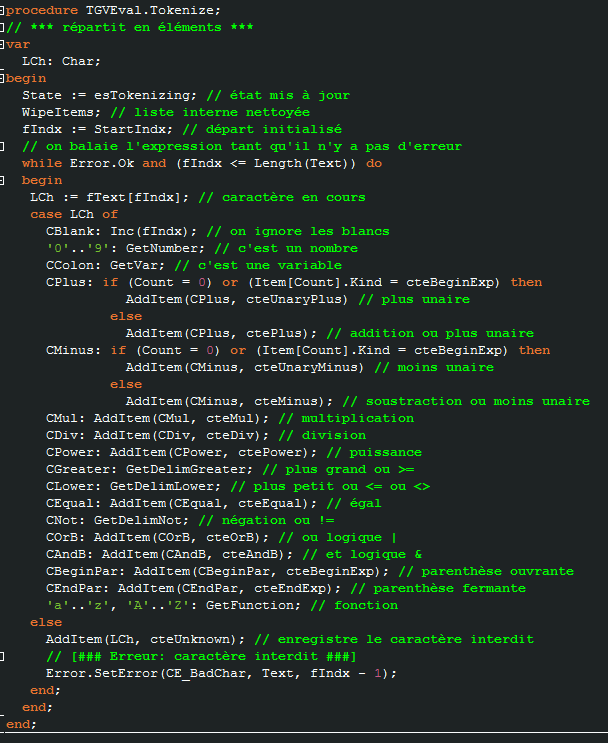 procedure TGVEval.Tokenize;
// *** répartit en éléments ***
var
  LCh: Char;
begin
  State := esTokenizing; // état mis à jour
  WipeItems; // liste interne nettoyée
  fIndx := StartIndx; // départ initialisé
  // on balaie l'expression tant qu'il n'y a pas d'erreur
  while Error.Ok and (fIndx <= Length(Text)) do
  begin
   LCh := fText[fIndx]; // caractère en cours
   case LCh of
     CBlank: Inc(fIndx); // on ignore les blancs
     '0'..'9': GetNumber; // c'est un nombre
     CColon: GetVar; // c'est une variable
     CPlus: if (Count = 0) or (Item[Count].Kind = cteBeginExp) then
               AddItem(CPlus, cteUnaryPlus) // plus unaire
             else
               AddItem(CPlus, ctePlus); // addition ou plus unaire
     CMinus: if (Count = 0) or (Item[Count].Kind = cteBeginExp) then
               AddItem(CMinus, cteUnaryMinus) // moins unaire
             else
               AddItem(CMinus, cteMinus); // soustraction ou moins unaire
     CMul: AddItem(CMul, cteMul); // multiplication
     CDiv: AddItem(CDiv, cteDiv); // division
     CPower: AddItem(CPower, ctePower); // puissance
     CGreater: GetDelimGreater; // plus grand ou >=
     CLower: GetDelimLower; // plus petit ou <= ou <>
     CEqual: AddItem(CEqual, cteEqual); // égal
     CNot: GetDelimNot; // négation ou !=
     COrB: AddItem(COrB, cteOrB); // ou logique |
     CAndB: AddItem(CAndB, cteAndB); // et logique &
     CBeginPar: AddItem(CBeginPar, cteBeginExp); // parenthèse ouvrante
     CEndPar: AddItem(CEndPar, cteEndExp); // parenthèse fermante
     'a'..'z', 'A'..'Z': GetFunction; // fonction
   else
     AddItem(LCh, cteUnknown); // enregistre le caractère interdit
     // [### Erreur: caractère interdit ###]
     Error.SetError(CE_BadChar, Text, fIndx - 1);
   end;
  end;
end;